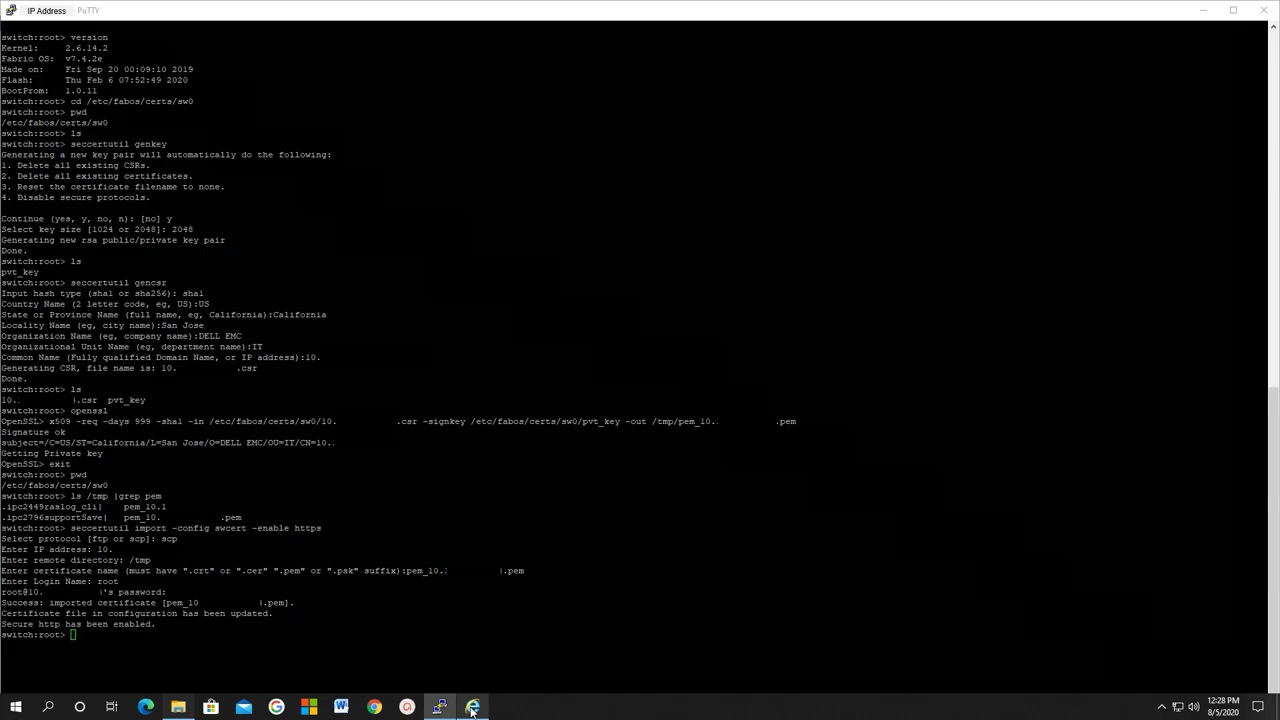 IP Address PuTTY
switch:root> version
Kernel: 2.6.14.2
Fabric OS: v7.4.2e
Made on: Fri Sep 20 00:09:10 2019
Flash: Thu Feb 6 07:52:49 2020
BootProm: 1.0.11
switch:root> cd /etc/fabos/certs/sw0
switch:root> pwd
/etc/fabos/certs/sw0
switch:root> ls
switch:root> seccertutil genkey
Generating a new key pair will automatically do the following:
1. Delete all existing CSRs.
2. Delete all existing certificates.
3. Reset the certificate filename to none.
4. Disable secure protocols.
Continue (yes, y, no, n): [no] y
Select key size [1024 or 2048]: 2048
Generating new rsa public/private key pair
Done.
switch:root> ls
pvt_key
switch:root> seccertutil gencsr
Input hash type (sha1 or sha256): sha1
Country Name (2 letter code, eg, US):US
State or Province Name (full name, eg, California):California
Locality Name (eg, city name):San Jose
Organization Name (eg, company name):DELL EMC
Organizational Unit Name (eg, department name):IT
Common Name (Fully qualified Domain Name, or IP address):10.
Generating CSR, file name is: 10. .csr
Done.
switch:root> ls
10. .csr pvt_key
switch:root> openssl
OpenSSL> x509 -req -days 999 -sha1 -in /etc/fabos/certs/sw0/10. .csr -signkey /etc/fabos/certs/sw0/pvt_key -out /tmp/pem_10. .pem
Signature ok
subject=/C=US/ST=California/L=San Jose/O=DELL EMC/OU=IT/CN=10.
Getting Private key
OpenSSL> exit
switch:root> pwd
/etc/fabos/certs/sw0
switch:root> ls /tmp |grep pem
.ipc2449raslog_cli| pem_10.1
.ipc2796supportSave| pem_10. .pem
switch:root> seccertutil import -config swcert -enable https
Select protocol [ftp or scp]: scp
Enter IP address: 10.
Enter remote directory: /tmp
Enter certificate name (must have ".crt" or ".cer" ".pem" or ".psk" suffix):pem_10. .pem
Enter Login Name: root
root@10. 's password:
Success: imported certificate [pem_10 .pem].
Certificate file in configuration has been updated.
Secure http has been enabled.
switch:root>
12:28 PM
8/5/2020